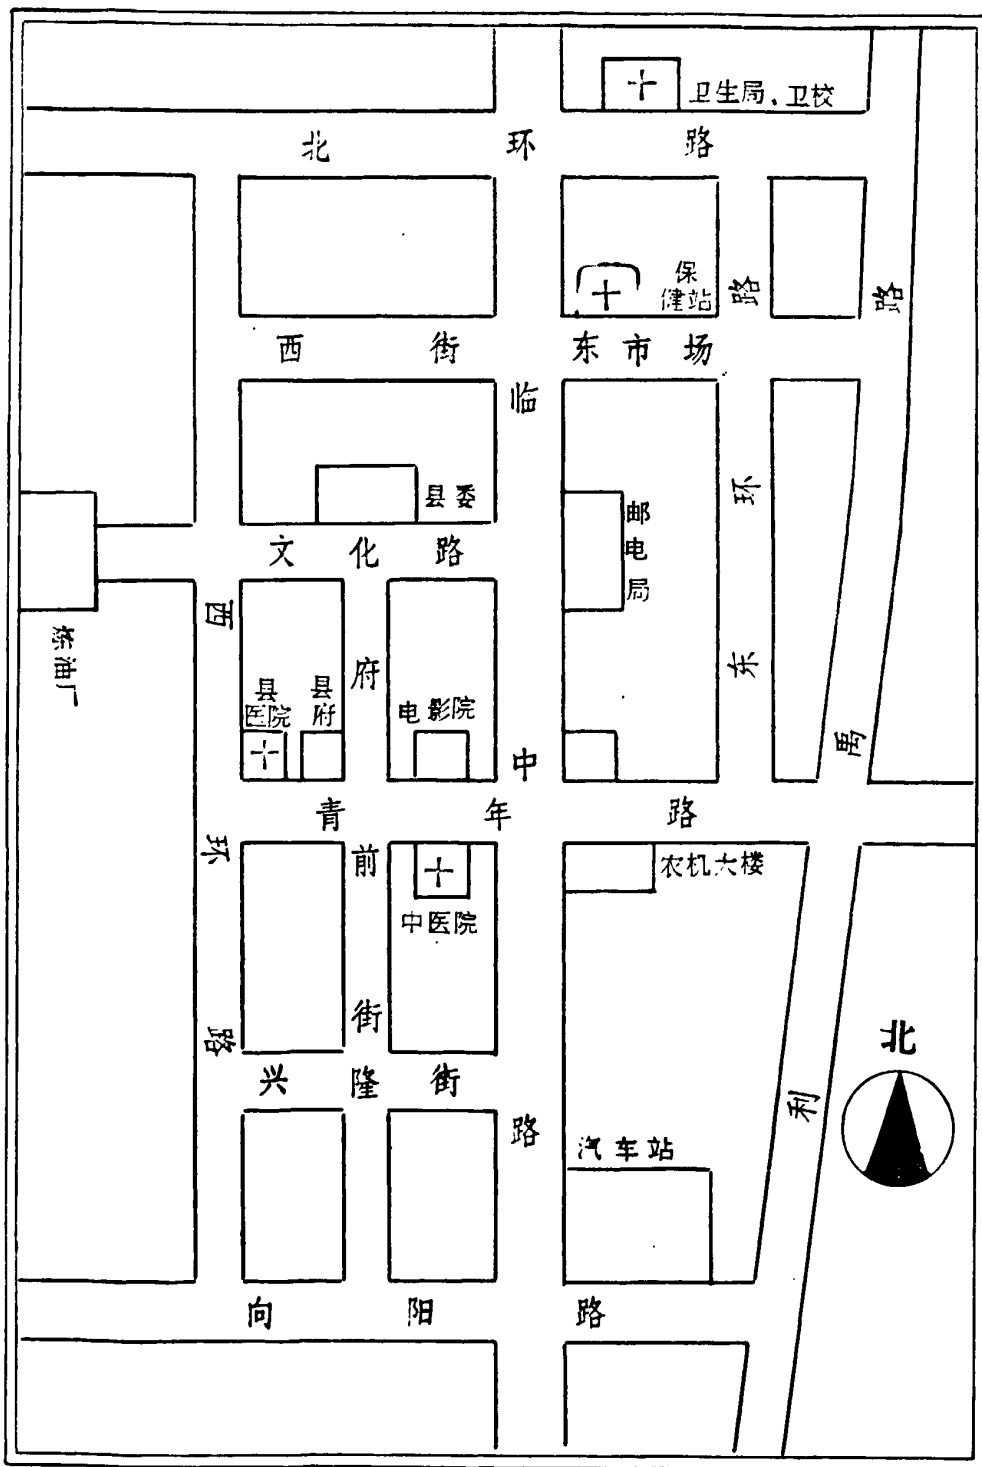 卫生局、卫校
北环路
保
健站
西街
东市场
县委
文化路
邮电局
炼油厂
县
医院
县
府
电影院
青年路
农机大楼
中医院
兴隆街
汽车站
向阳路
西环路
府前街
临中路
东环路
禹利路
北